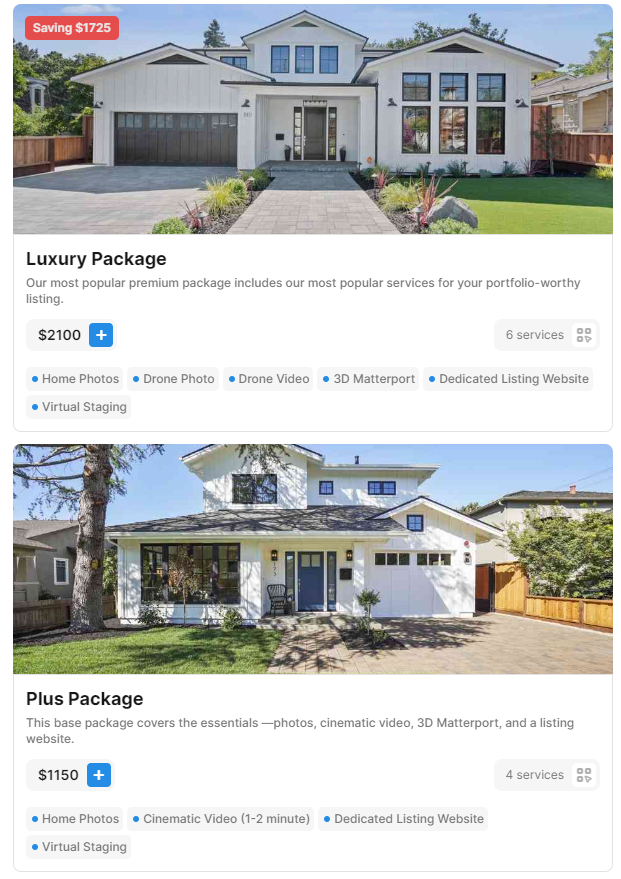 Saving $1725
Luxury Package
Our most popular premium package includes our most popular services for your portfolio-worthy
listing.
$2100 +
6 services
Home Photos
Drone Photo
Drone Video
3D Matterport
Dedicated Listing Website
Virtual Staging
Plus Package
This base package covers the essentials —photos, cinematic video, 3D Matterport, and a listing
website.
$1150 +
4 services
Home Photos
Cinematic Video (1-2 minute)
Dedicated Listing Website
Virtual Staging